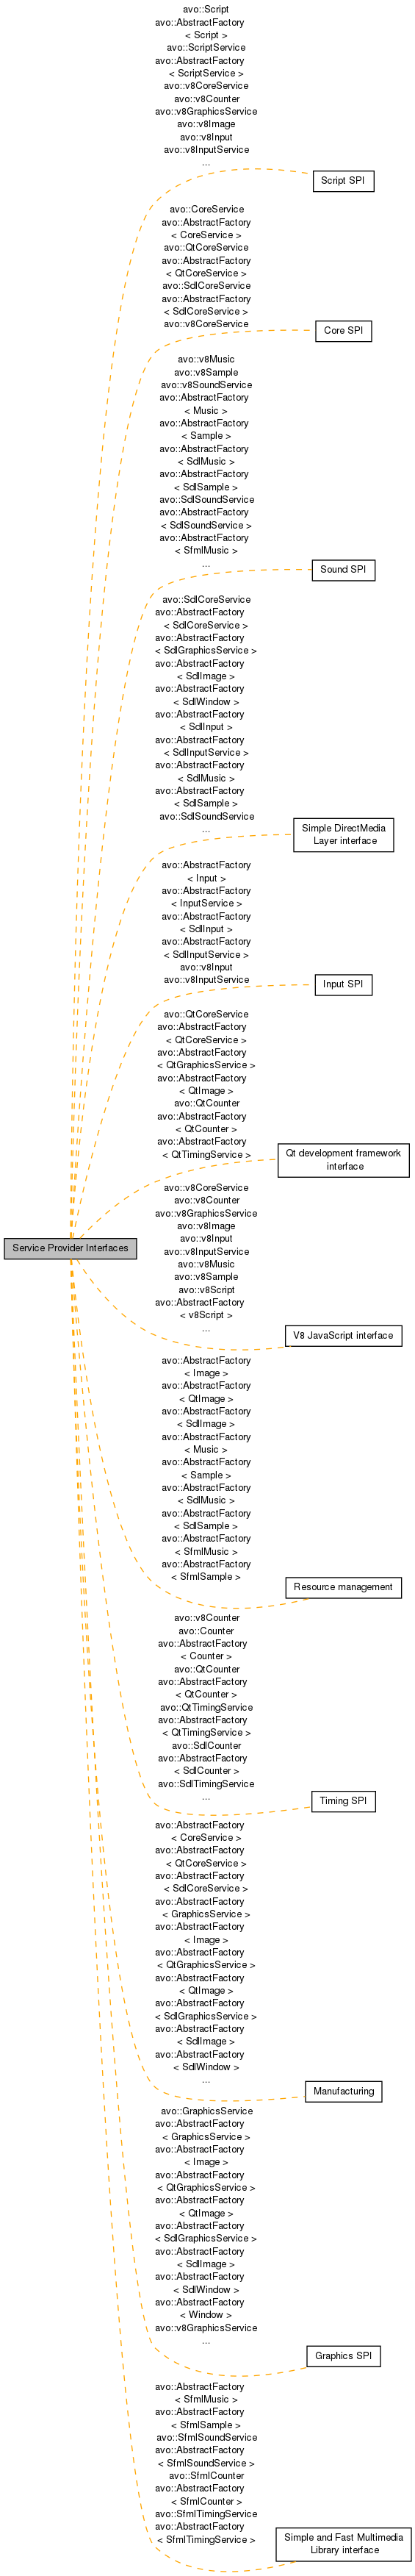 avo::Script
avo::AbstractFactory
< Script >
avo::ScriptService
avo::AbstractFactory
< ScriptService >
avo::v8CoreService
avo::v8Counter
avo::v8GraphicsService
avo::v8Image
avo::v8Input
avo::v8InputService
...
Script SPI
avo::CoreService
avo::AbstractFactory
< CoreService >
avo::QtCoreService
avo::AbstractFactory
< QtCoreService >
avo::SdlCoreService
avo::AbstractFactory
< SdlCoreService >
avo::v8CoreService
Core SPI
avo::v8Music
avo::v8Sample
avo::v8SoundService
avo::AbstractFactory
< Music >
avo::AbstractFactory
< Sample >
avo::AbstractFactory
< SdlMusic >
avo::AbstractFactory
< SdlSample >
avo::SdlSoundService
avo::AbstractFactory
< SdlSoundService >
avo::AbstractFactory
< SfmlMusic >
...
Sound SPI
avo::SdlCoreService
avo::AbstractFactory
< SdlCoreService >
avo::AbstractFactory
< SdlGraphicsService >
avo::AbstractFactory
< SdlImage >
avo::AbstractFactory
< SdlWindow >
avo::AbstractFactory
< SdlInput >
avo::AbstractFactory
< SdlInputService >
avo::AbstractFactory
< SdlMusic >
avo::AbstractFactory
< SdlSample >
avo::SdlSoundService
...
Simple DirectMedia
Layer interface
avo::AbstractFactory
< Input >
avo::AbstractFactory
< InputService >
avo::AbstractFactory
< SdlInput >
avo::AbstractFactory
< SdlInputService >
avo::v8Input
avo::v8InputService
Input SPI
avo::QtCoreService
avo::AbstractFactory
< QtCoreService >
avo::AbstractFactory
< QtGraphicsService >
avo::AbstractFactory
< QtImage >
avo::QtCounter
avo::AbstractFactory
< QtCounter >
avo::AbstractFactory
< QtTimingService >
Qt development framework
interface
avo::v8CoreService
avo::v8Counter
avo::v8GraphicsService
avo::v8Image
avo::v8Input
avo::v8InputService
avo::v8Music
avo::v8Sample
avo::v8Script
avo::AbstractFactory
< v8Script >
...
Service Provider Interfaces
V8 JavaScript interface
avo::AbstractFactory
< Image >
avo::AbstractFactory
< QtImage >
avo::AbstractFactory
< SdlImage >
avo::AbstractFactory
< Music >
avo::AbstractFactory
< Sample >
avo::AbstractFactory
< SdlMusic >
avo::AbstractFactory
< SdlSample >
avo::AbstractFactory
< SfmlMusic >
avo::AbstractFactory
< SfmlSample >
Resource management
avo::v8Counter
avo::Counter
avo::AbstractFactory
< Counter >
avo::QtCounter
avo::AbstractFactory
< QtCounter >
avo::QtTimingService
avo::AbstractFactory
< QtTimingService >
avo::SdlCounter
avo::AbstractFactory
< SdlCounter >
avo::SdlTimingService
...
Timing SPI
avo::AbstractFactory
< CoreService >
avo::AbstractFactory
< QtCoreService >
avo::AbstractFactory
< SdlCoreService >
avo::AbstractFactory
< GraphicsService >
avo::AbstractFactory
< Image >
avo::AbstractFactory
< QtGraphicsService >
avo::AbstractFactory
< QtImage >
avo::AbstractFactory
< SdlGraphicsService >
avo::AbstractFactory
< SdlImage >
avo::AbstractFactory
< SdlWindow >
...
Manufacturing
avo::GraphicsService
avo::AbstractFactory
< GraphicsService >
avo::AbstractFactory
< Image >
avo::AbstractFactory
< QtGraphicsService >
avo::AbstractFactory
< QtImage >
avo::AbstractFactory
< SdlGraphicsService >
avo::AbstractFactory
< SdlImage >
avo::AbstractFactory
< SdlWindow >
avo::AbstractFactory
< Window >
avo::v8GraphicsService
...
Graphics SPI
avo::AbstractFactory
< SfmlMusic >
avo::AbstractFactory
< SfmlSample >
avo::SfmlSoundService
avo::AbstractFactory
< SfmlSoundService >
avo::SfmlCounter
avo::AbstractFactory
< SfmlCounter >
avo::SfmlTimingService
avo::AbstractFactory
< SfmlTimingService >
Simple and Fast Multimedia
Library interface